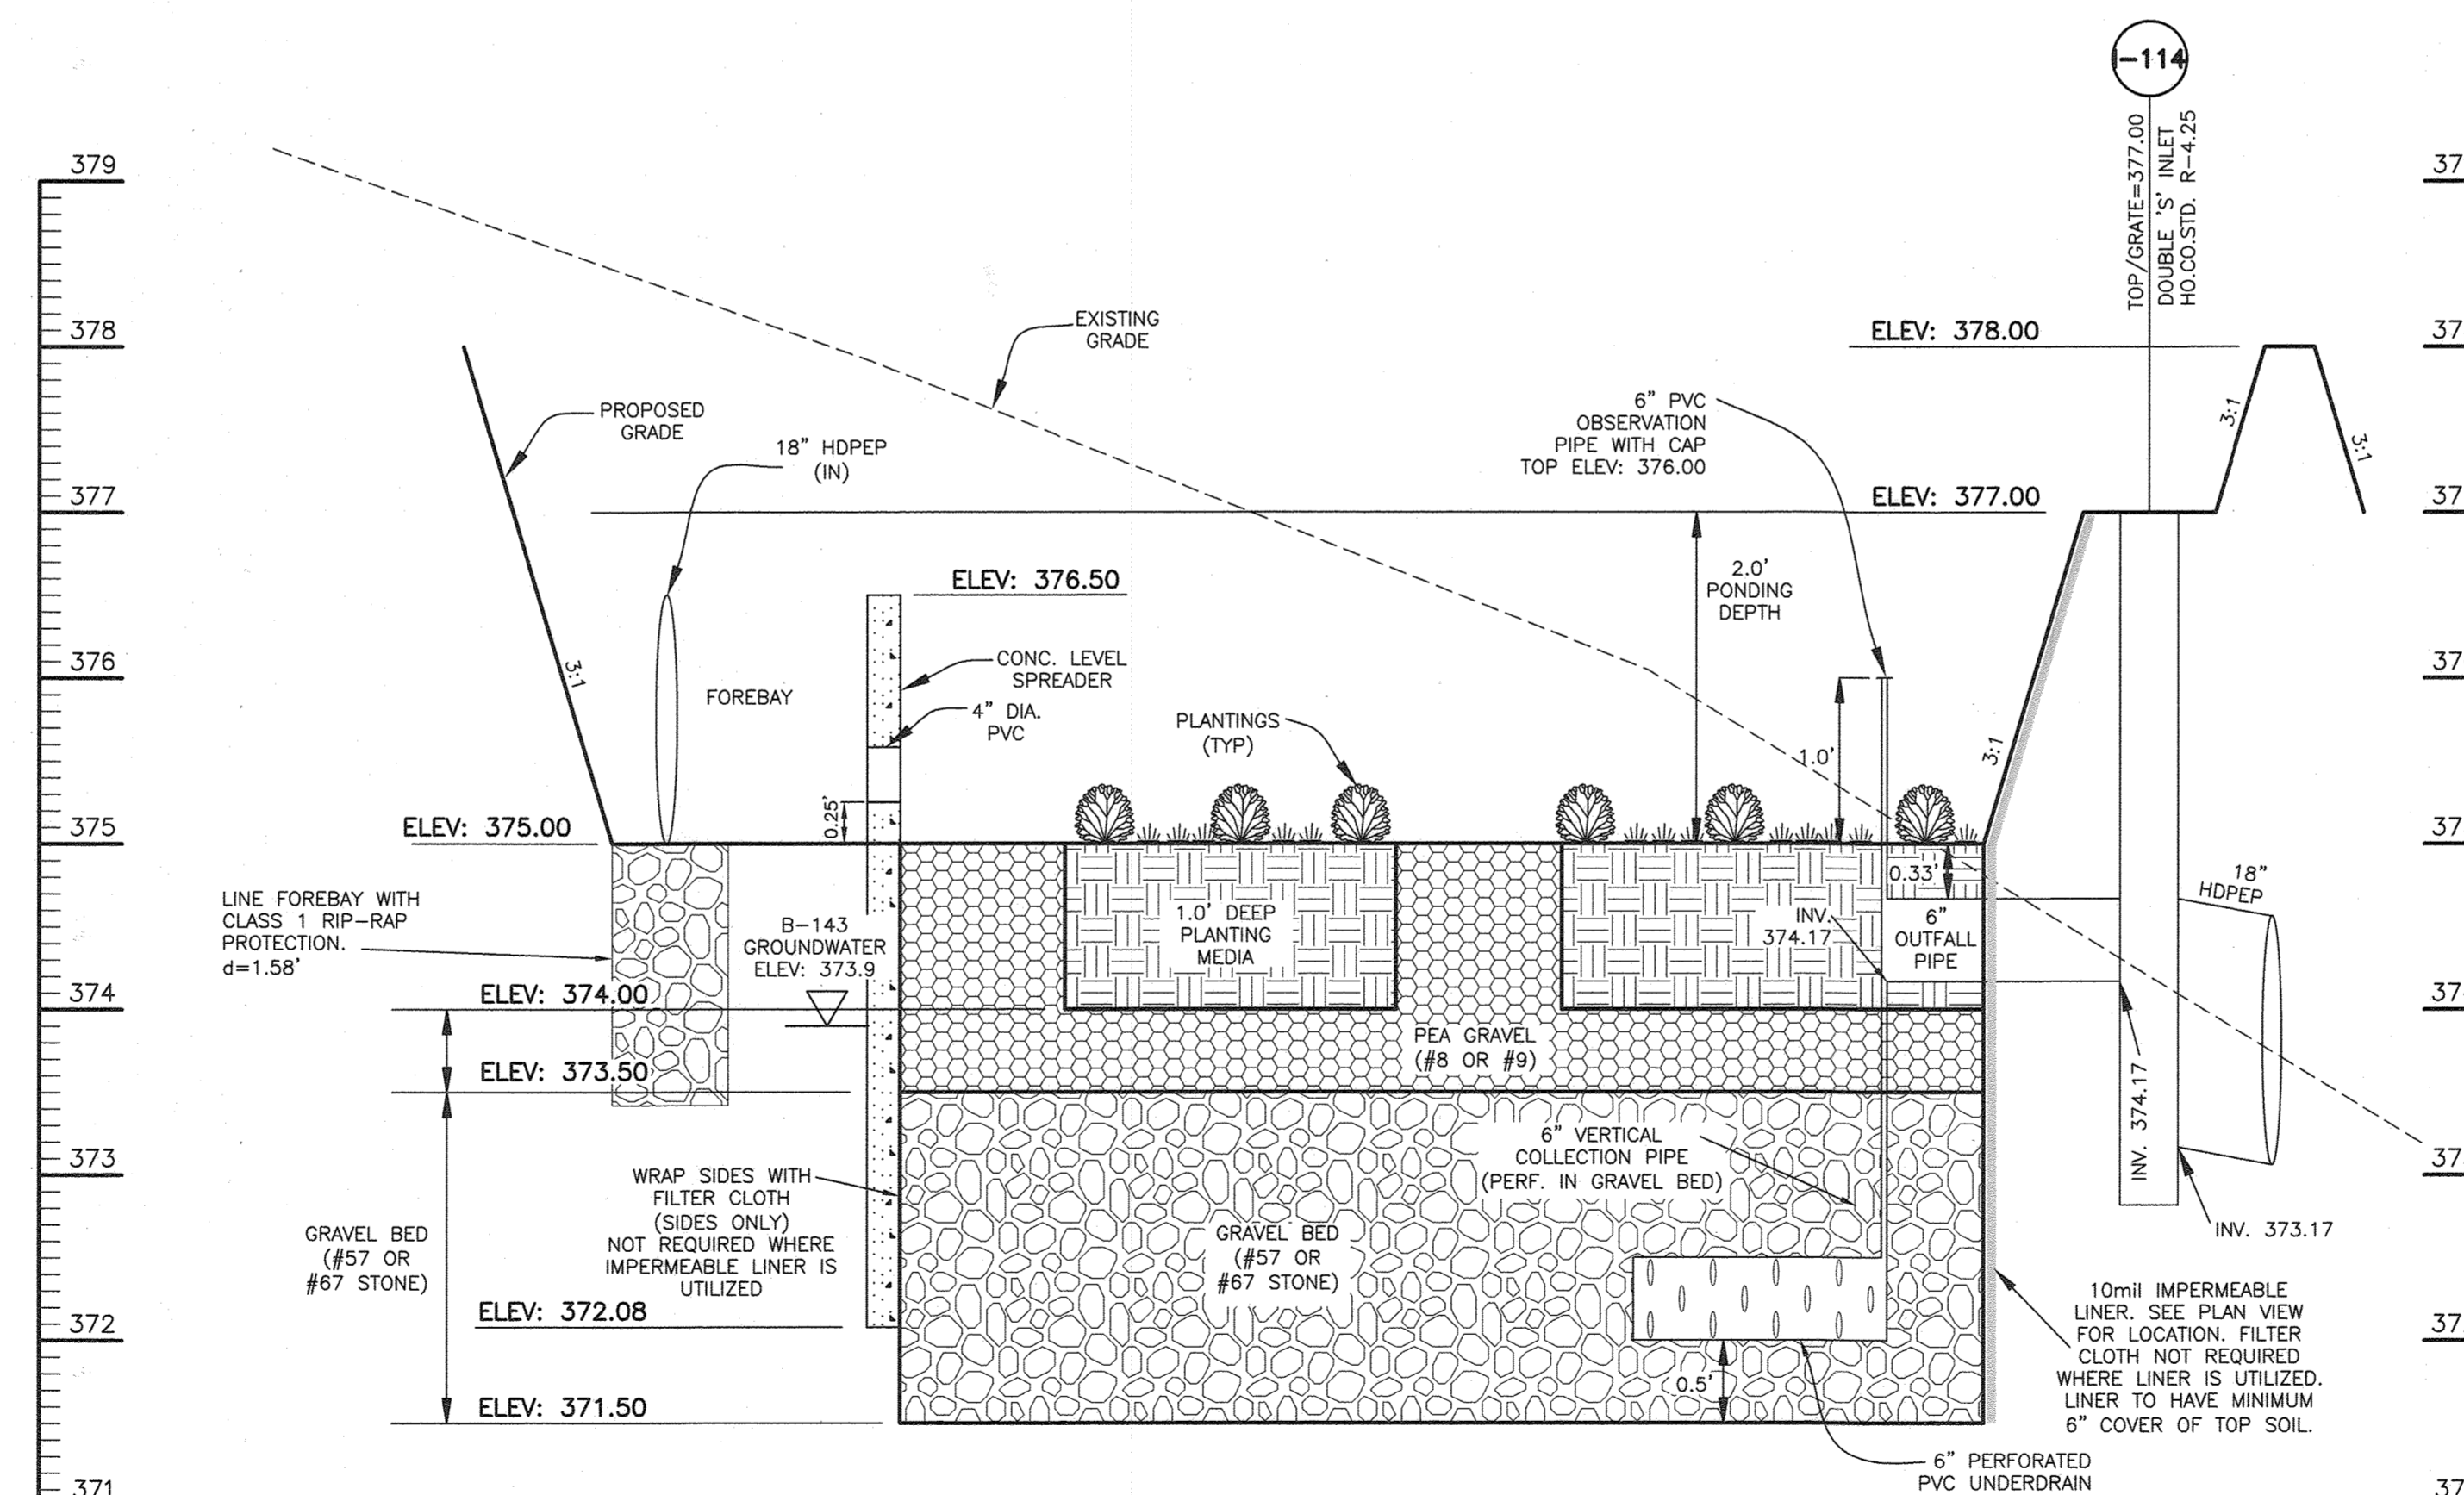 I-114
TOP/GRATE=377.00
DOUBLE 'S' INLET
HO.CO.STD. R-4.25
379
378
377
376
375
374
373
372
371
37
37
37
37
37
37
37
37
37
EXISTING
GRADE
ELEV: 378.00
PROPOSED
GRADE
18" HDPEP
(IN)
6" PVC
OBSERVATION
PIPE WITH CAP
TOP ELEV: 376.00
3:1
3:1
ELEV: 377.00
ELEV: 376.50
2.0'
PONDING
DEPTH
3:1
FOREBAY
CONC. LEVEL
SPREADER
4" DIA.
PVC
PLANTINGS
(TYP)
1.0'
3:1
0.25'
ELEV: 375.00
LINE FOREBAY WITH
CLASS 1 RIP-RAP
PROTECTION.
d=1.58'
B-143
GROUNDWATER
ELEV: 373.9
1.0' DEEP
PLANTING
MEDIA
INV.
374.17
0.33'
6"
OUTFALL
PIPE
18"
HDPEP
ELEV: 374.00
PEA GRAVEL
(#8 OR #9)
ELEV: 373.50
INV. 374.17
6" VERTICAL
COLLECTION PIPE
(PERF. IN GRAVEL BED)
WRAP SIDES WITH
FILTER CLOTH
(SIDES ONLY)
NOT REQUIRED WHERE
IMPERMEABLE LINER IS
UTILIZED
GRAVEL BED
(#57 OR
#67 STONE)
GRAVEL BED
(#57 OR
#67 STONE)
INV. 373.17
ELEV: 372.08
10mil IMPERMEABLE
LINER. SEE PLAN VIEW
FOR LOCATION. FILTER
CLOTH NOT REQUIRED
WHERE LINER IS UTILIZED.
LINER TO HAVE MINIMUM
6" COVER OF TOP SOIL.
0.5'
ELEV: 371.50
6" PERFORATED
PVC UNDERDRAIN